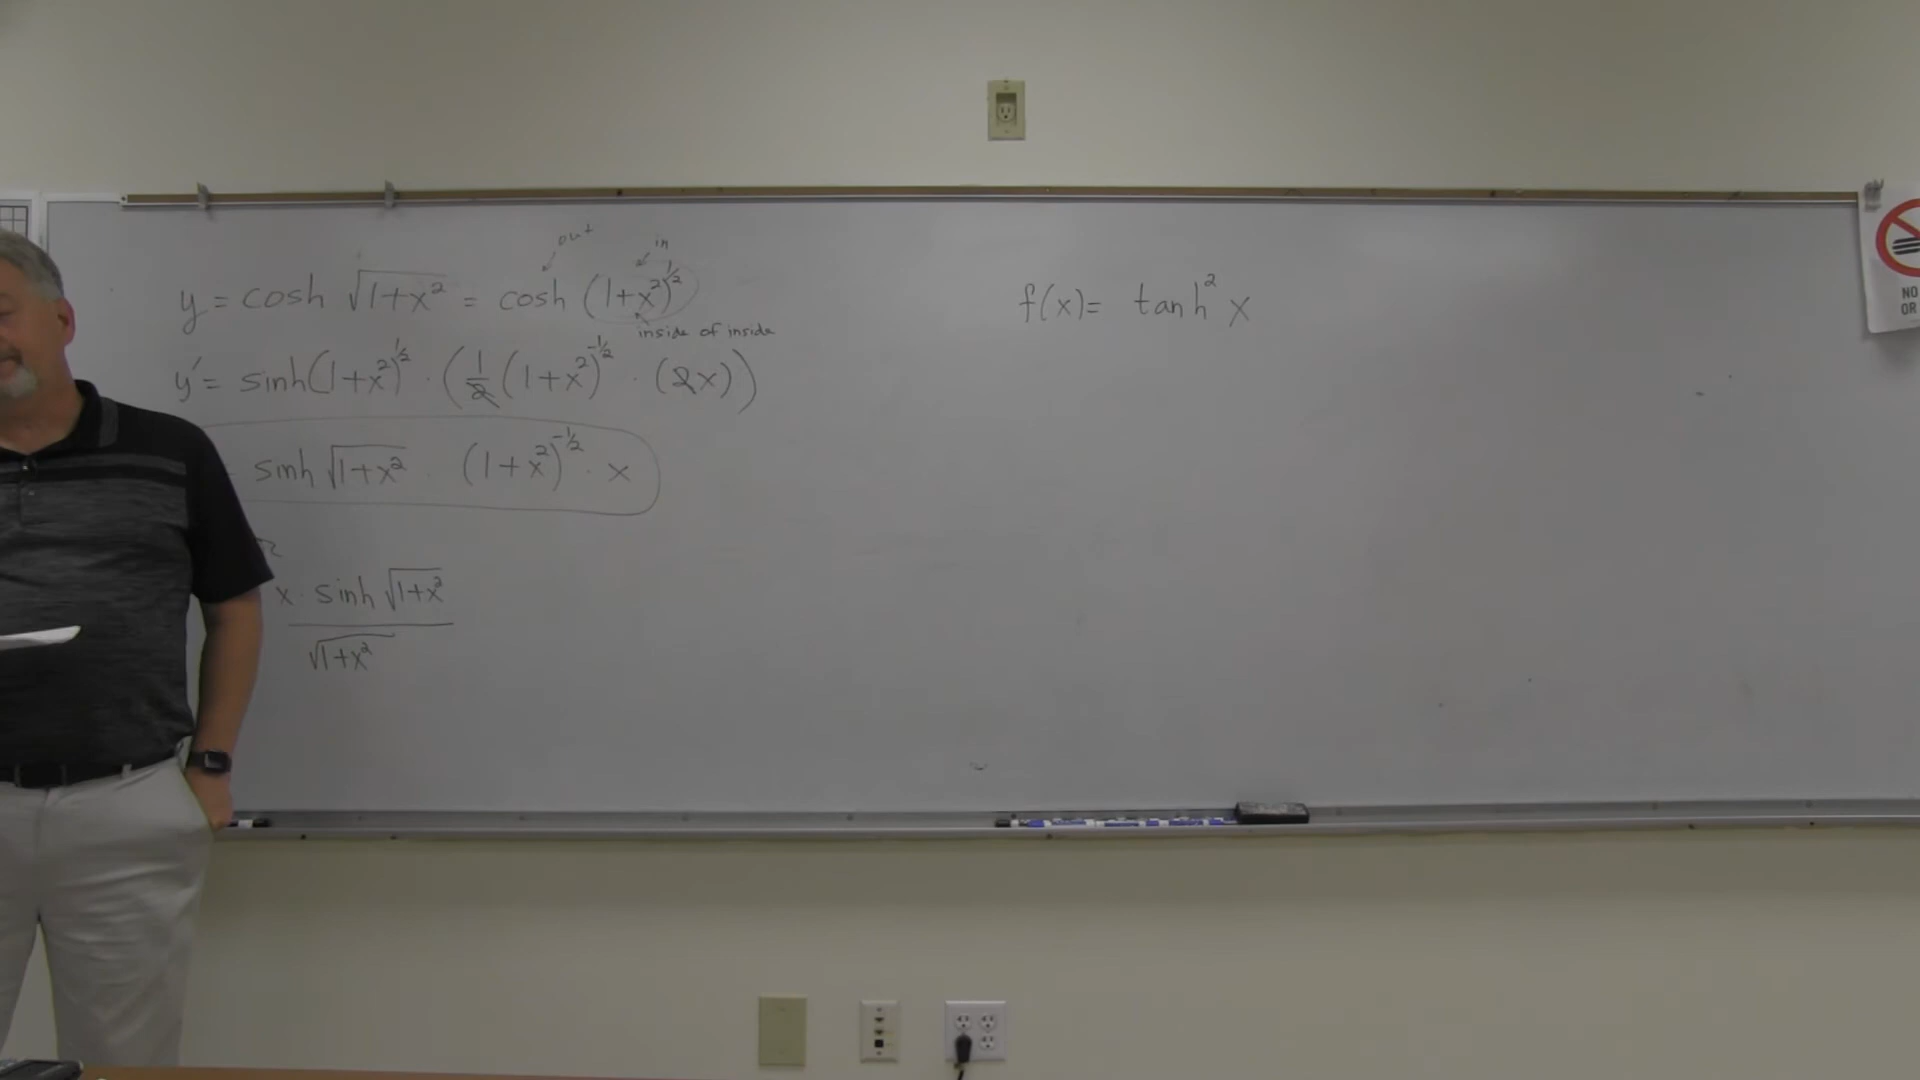 out in
y = cosh √(1+x²) = cosh (1+x²)^½
inside of inside
y' = sinh(1+x²)^½ · (½(1+x²)^-½ · (2x))
sinh √(1+x²) · (1+x²)^-½ · x
x · sinh √(1+x²)
√(1+x²)
f(x) = tanh² x
NO
OR